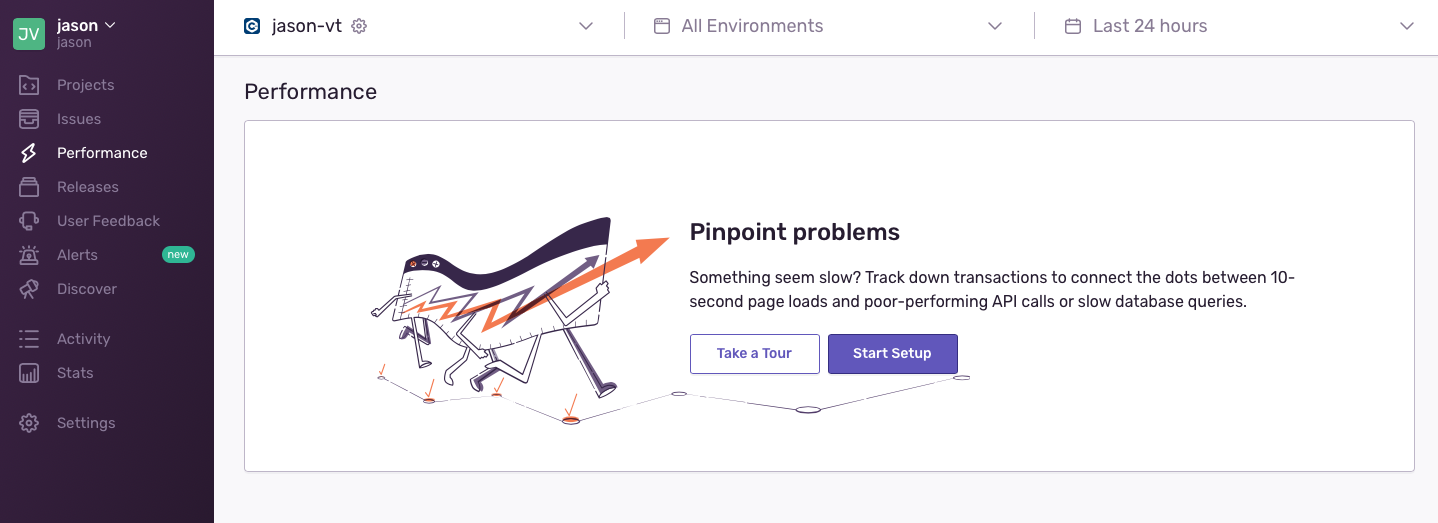 JV
jason
jason
Projects
Issues
Performance
Releases
User Feedback
Alerts new
Discover
Activity
Stats
Settings
jason-vt
All Environments
Last 24 hours
Performance
Pinpoint problems
Something seem slow? Track down transactions to connect the dots between 10-
second page loads and poor-performing API calls or slow database queries.
Take a Tour
Start Setup